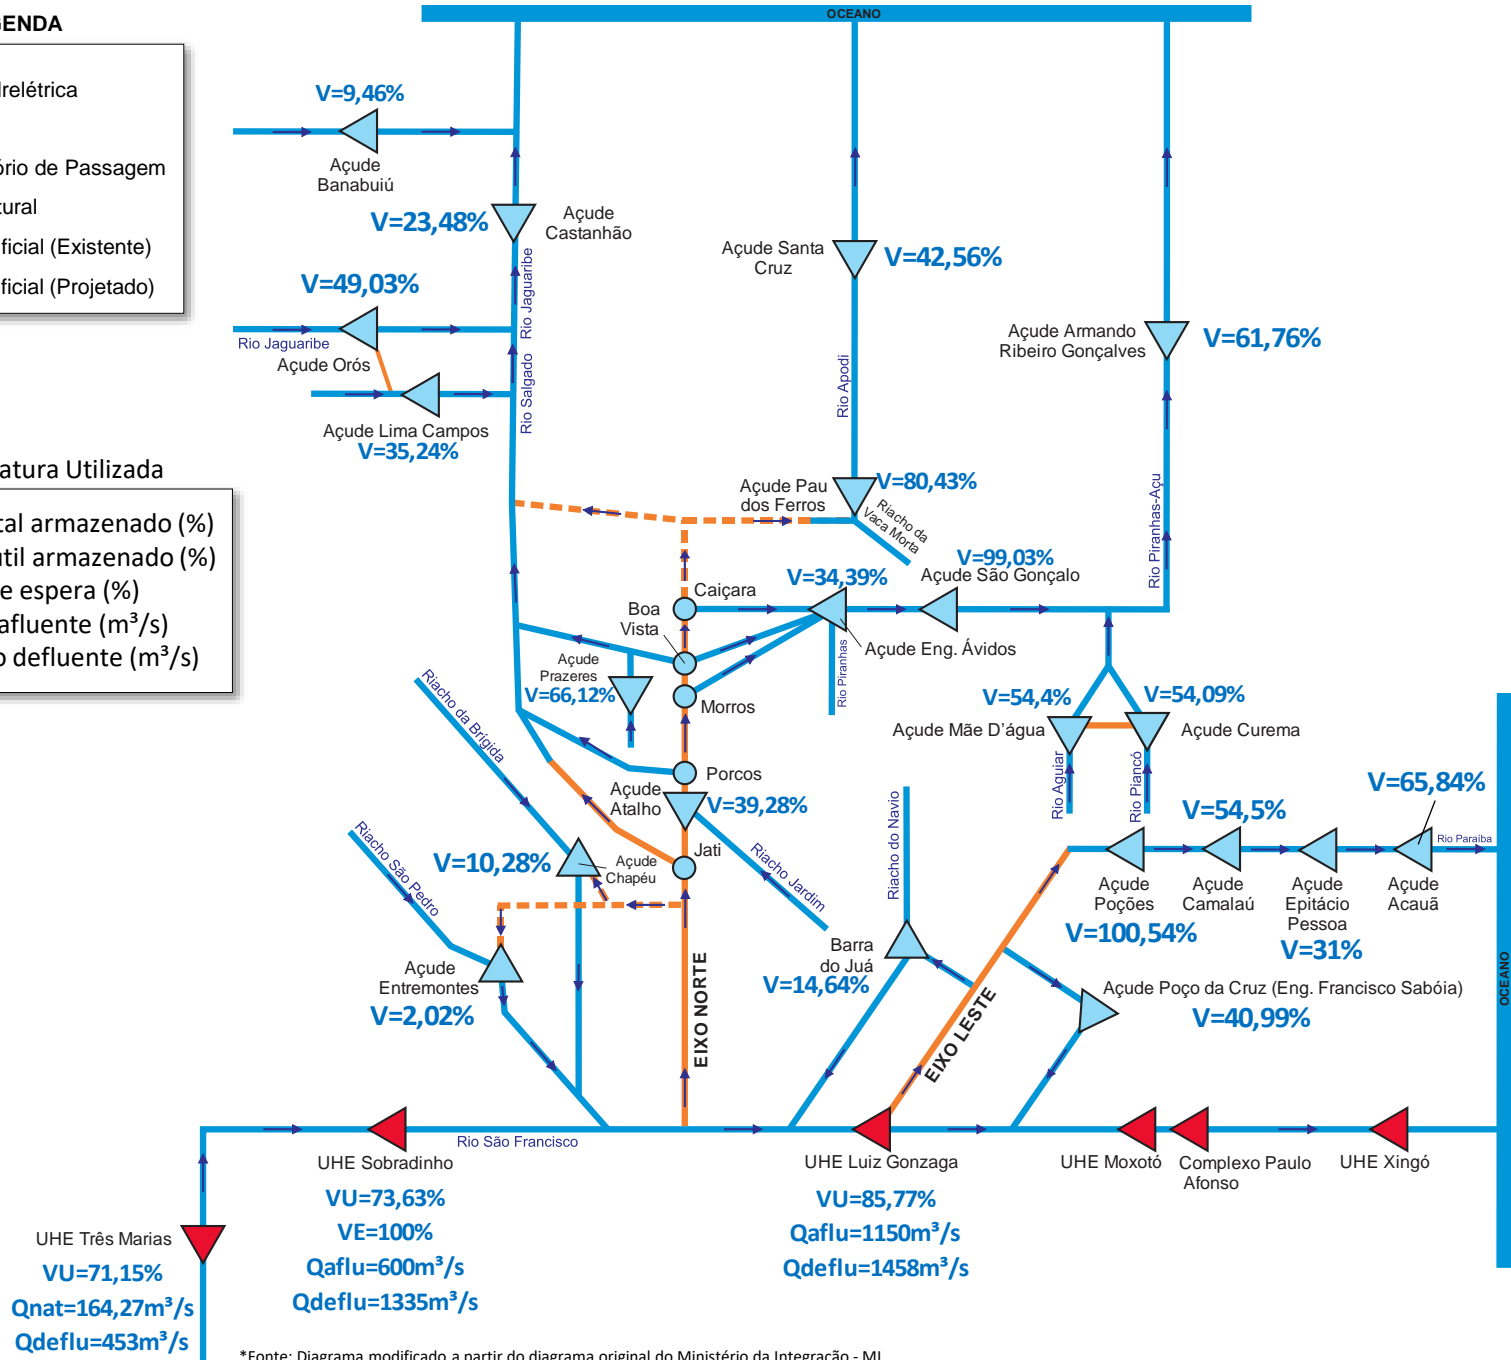 OCEANO
GENDA
drelétrica
ório de Passagem
tural
ificial (Existente)
ificial (Projetado)
V=9,46%
Açude
Banabuiú
V=23,48%
Açude
Castanhão
Açude Santa
Cruz
V=42,56%
V=49,03%
Rio Jaguaribe
Rio Jaguaribe
Açude Orós
Açude Armando
Ribeiro Gonçalves
V=61,76%
Rio Salgado
Rio Apodi
Açude Lima Campos
V=35,24%
atura Utilizada
tal armazenado (%)
útil armazenado (%)
e espera (%)
afluente (m³/s)
o defluente (m³/s)
Açude Pau
dos Ferros
V=80,43%
Riacho da
Vaca Morta
Rio Piranhas-Açu
V=99,03%
Açude São Gonçalo
V=34,39%
Caiçara
Boa
Vista
Açude Eng. Ávidos
Rio Piranhas
Açude
Prazeres
V=66,12%
Morros
Riacho da Brigida
V=54,4%
V=54,09%
Açude Mãe D'água
Açude Curema
Rio Aguiar
Rio Piancó
Porcos
Açude
Atalho
V=39,28%
V=65,84%
V=54,5%
Riacho do Navio
Rio Paraiba
Riacho São Pedro
V=10,28%
Açude
Chapéu
Jati
Riacho Jardim
Açude
Poções
V=100,54%
Açude
Camalaú
Açude
Epitácio
Pessoa
V=31%
Açude
Acauã
Barra
do Juá
V=14,64%
Açude
Entremontes
V=2,02%
EIXO NORTE
EIXO LESTE
Açude Poço da Cruz (Eng. Francisco Sabóia)
V=40,99%
OCEANO
Rio São Francisco
UHE Sobradinho
VU=73,63%
VE=100%
Qaflu=600m³/s
Qdeflu=1335m³/s
UHE Luiz Gonzaga
VU=85,77%
Qaflu=1150m³/s
Qdeflu=1458m³/s
UHE Moxotó
Complexo Paulo
Afonso
UHE Xingó
UHE Três Marias
VU=71,15%
Qnat=164,27m³/s
Qdeflu=453m³/s
*Fonte: Diagrama modificado a partir do diagrama original do Ministério da Integração - MI